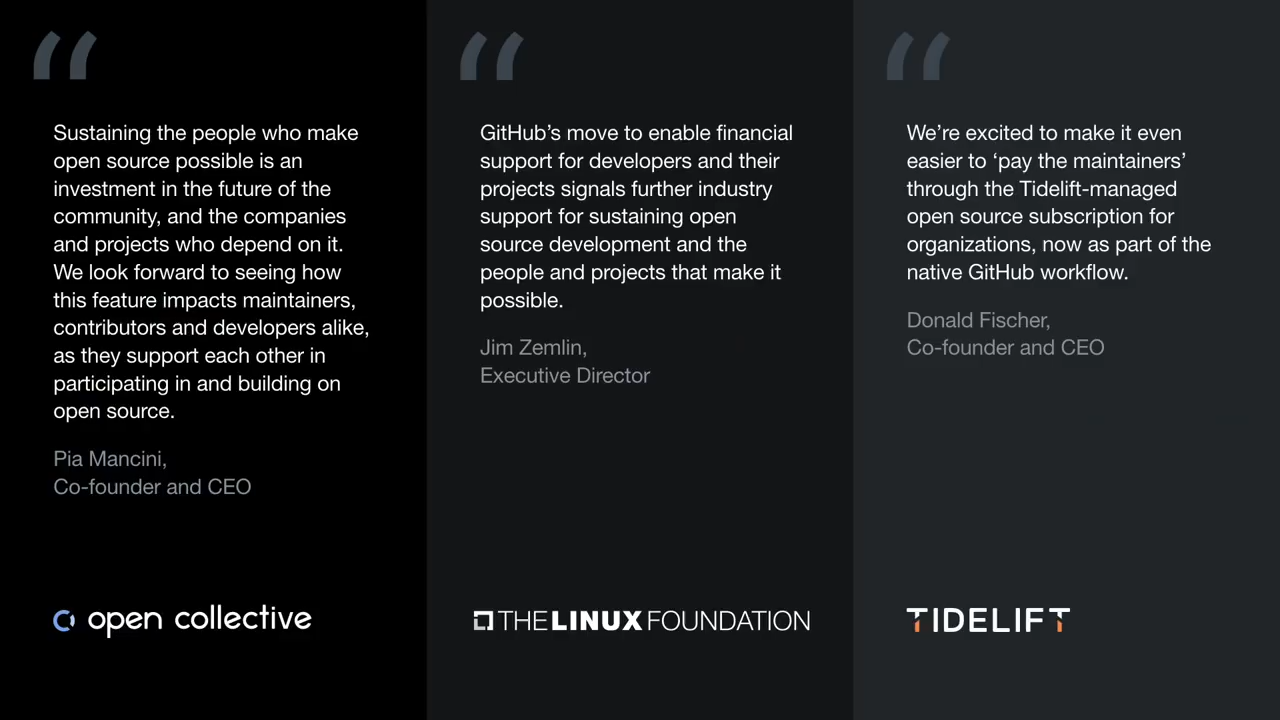 “
Sustaining the people who make
open source possible is an
investment in the future of the
community, and the companies
and projects who depend on it.
We look forward to seeing how
this feature impacts maintainers,
contributors and developers alike,
as they support each other in
participating in and building on
open source.
Pia Mancini,
Co-founder and CEO
open collective
“
GitHub’s move to enable financial
support for developers and their
projects signals further industry
support for sustaining open
source development and the
people and projects that make it
possible.
Jim Zemlin,
Executive Director
THE LINUX FOUNDATION
“
We’re excited to make it even
easier to ‘pay the maintainers’
through the Tidelift-managed
open source subscription for
organizations, now as part of the
native GitHub workflow.
Donald Fischer,
Co-founder and CEO
TIDELIFT